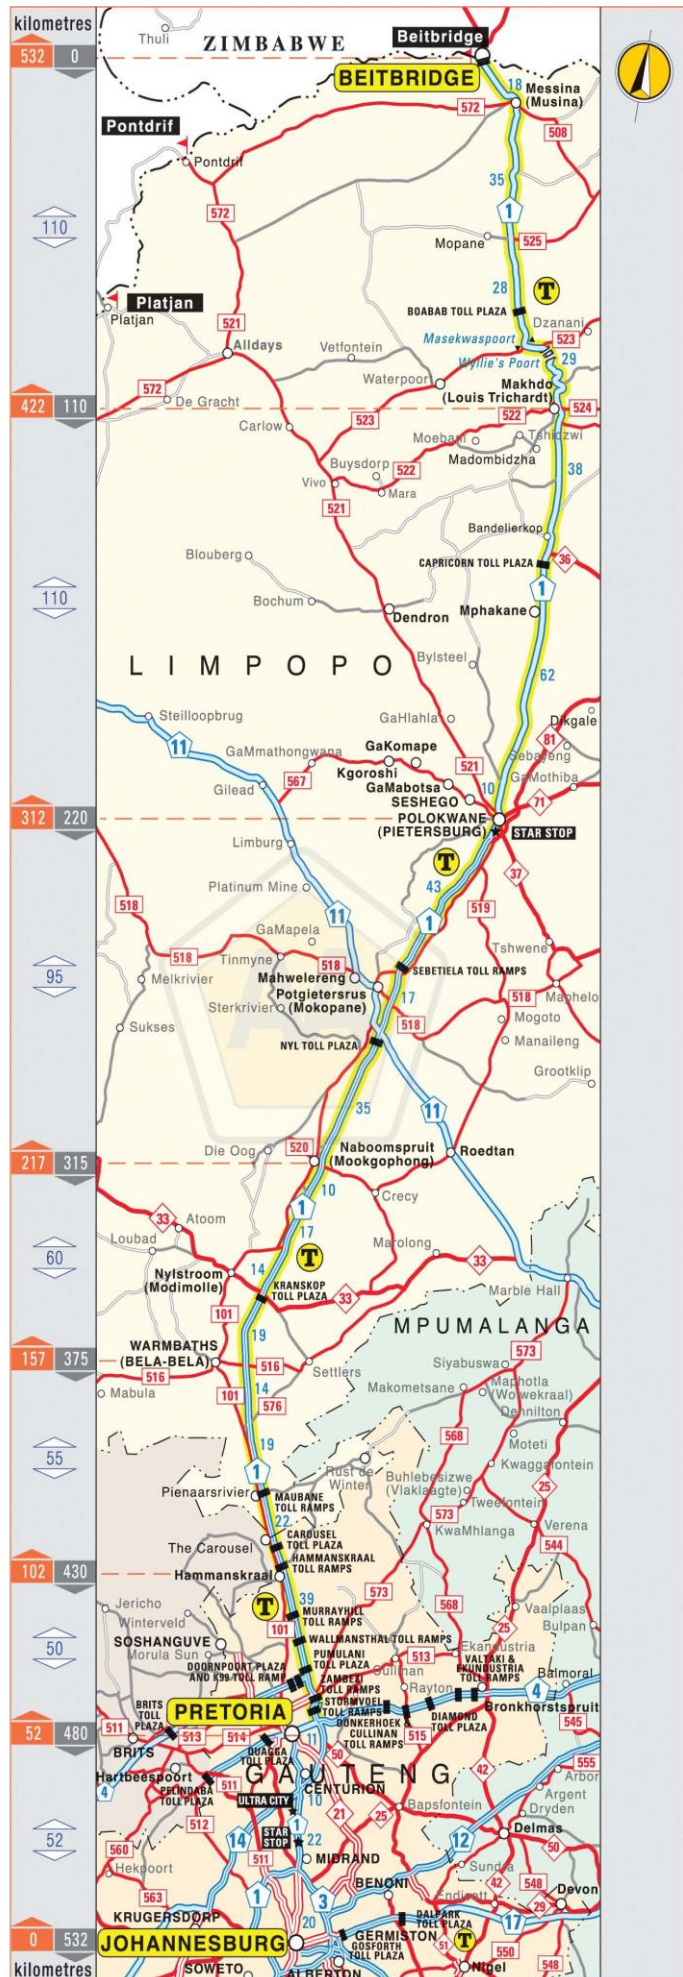 kilometres
Thuli
ZIMBABWE
Beitbridge
532 0
BEITBRIDGE
18
Messina
(Musina)
572
508
Pontdrif
Pontdrif
35
572
1
110
Mopane
525
28
T
Platjan
BOABAB TOLL PLAZA
Platjan
Dzanani
521
Masekwaspoort
523
Alldays
Vetfontein
Wyllie's Poort
29
572
Waterpoort
Makhdo
(Louis Trichardt)
De Gracht
422 110
523
522
524
Carlow
Moebani
Tshiozwi
Buysdorp
522
Madombidzha
38
Vivo
Mara
521
Bandelierkop
Blouberg
CAPRICORN TOLL PLAZA
36
1
110
Bochum
Dendron
Mphakane
Bylsteel
LIMPOPO
62
Steilloopbrug
GaHlahla
Dikgale
11
81
GaMmathongwana
GaKomape
Sebayeng
567
Kgoroshi
521
GaMothiba
Gilead
GaMabotsa
10
SESHEGO
71
312 220
POLOKWANE
(PIETERSBURG)
STAR STOP
Limburg
T
37
Platinum Mine
43
519
518
11
1
GaMapela
Tshwene
518
Tinmyne
518
SEBETIELA TOLL RAMPS
95
Melkrivier
Mahwelereng
Potgietersrus
(Mokopane)
17
518
Maphelo
Sterkrivier
518
Mogoto
Sukses
NYL TOLL PLAZA
Manaileng
Grootklip
35
11
Die Oog
520
Naboomspruit
(Mookgophong)
Roedtan
217 315
10
Crecy
1
33
Atoom
17
Loubad
T
Marolong
33
60
Nylstroom
(Modimolle)
14
KRANSKOP
TOLL PLAZA
33
Marble Hall
101
MPUMALANGA
19
WARMBATHS
(BELA-BELA)
573
157 375
516
Siyabuswa
516
Settlers
Mabula
101
14
Makometsane
Maphotla
(Wolwekraal)
576
Dennilton
568
19
Moteti
55
1
Rust de
Winter
Buhlebesizwe
(Vlaklaagte)
Kwaggafontein
25
Pienaarsrivier
MAUBANE
TOLL RAMPS
573
Tweefontein
22
KwaMhlanga
Verena
The Carousel
CAROUSEL
TOLL PLAZA
544
HAMMANSKRAAL
TOLL RAMPS
102 430
Hammanskraal
573
39
568
Jericho
T
MURRAYHILL
TOLL RAMPS
25
Vaalplaas
Winterveld
101
Bulpan
SOSHANGUVE
WALLMANSTHAL TOLL RAMPS
Ekangustria
50
Morula Sun
PUMULANI
TOLL PLAZA
513
VALTAKI &
EKUNDUSTRIA
TOLL RAMPS
DOORNPOORT PLAZA
AND K99 TOLL RAMP
Cullinan
Balmoral
ZAMBEZI
TOLL RAMPS
Rayton
4
BRITS
TOLL
PLAZA
PRETORIA
STORMVOEL
TOLL RAMPS
DIAMOND
TOLL PLAZA
Bronkhorstspruit
511
DONKERHOEK &
CULLINAN
TOLL RAMPS
545
52 480
513
514
11
515
BRITS
QUAGGA
TOLL PLAZA
50
555
Hartbeespoort
GAUTENG
42
Arbor
4
PELINDABA
TOLL PLAZA
511
CENTURION
Argent
ULTRA CITY
10
21
25
Bapsfontein
Dryden
512
1
Delmas
52
560
14
STAR
STOP
22
12
50
Hekpoort
511
MIDRAND
Sundra
563
1
3
BENONI
42
548
Endicott
29
Devon
KRUGERSDORP
20
DALPARK
TOLL PLAZA
17
0 532
JOHANNESBURG
GERMISTON
GOSFORTH
TOLL PLAZA
T
51
550
kilometres
SOWETO
ALBERTON
Nigel
548